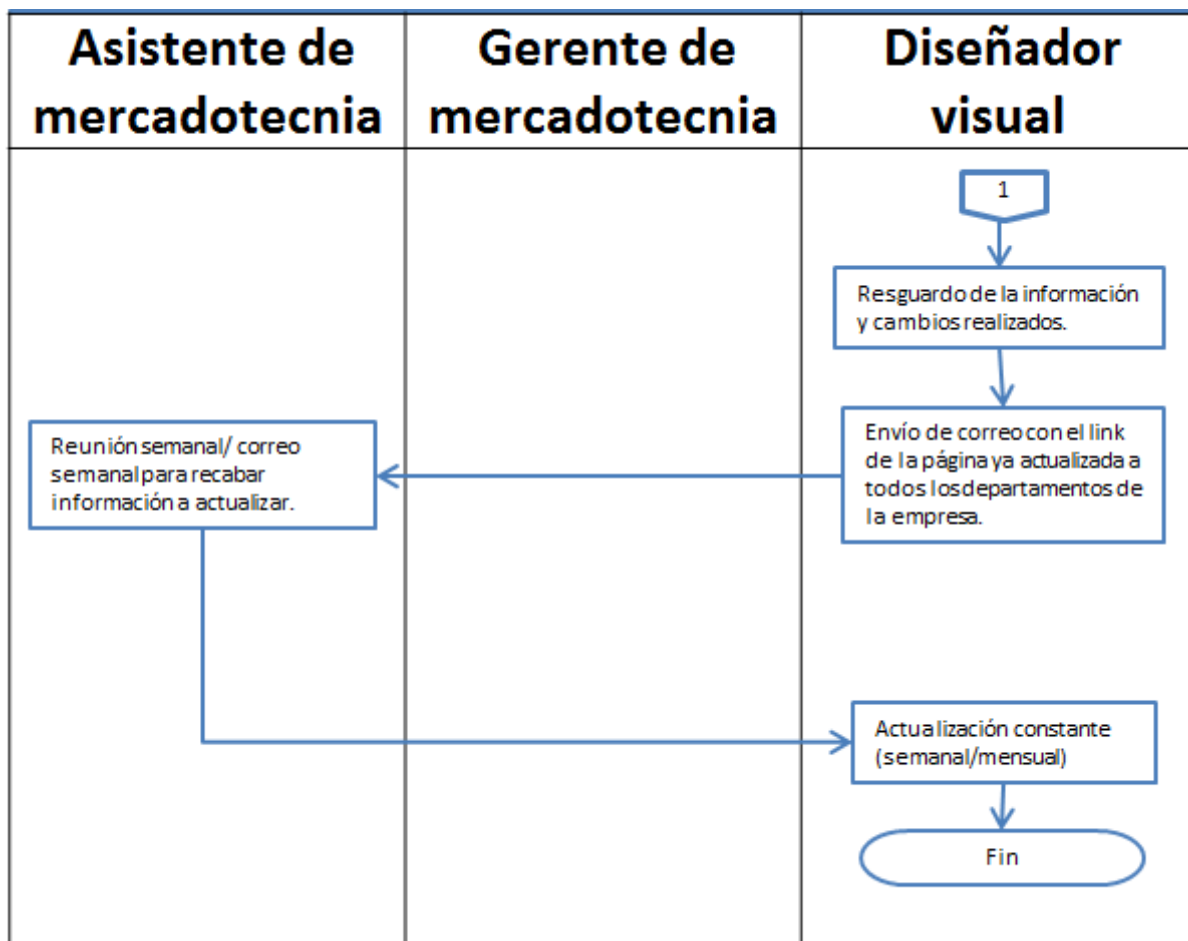 Asistente de
mercadotecnia
Gerente de
mercadotecnia
Diseñador
visual
1
Resguardo de la información
y cambios realizados.
Envío de correo con el link
de la página ya actualizada a
todos los departamentos de
la empresa.
Reunión semanal/ correo
semanal para recabar
información a actualizar.
Actualización constante
(semanal/mensual)
Fin